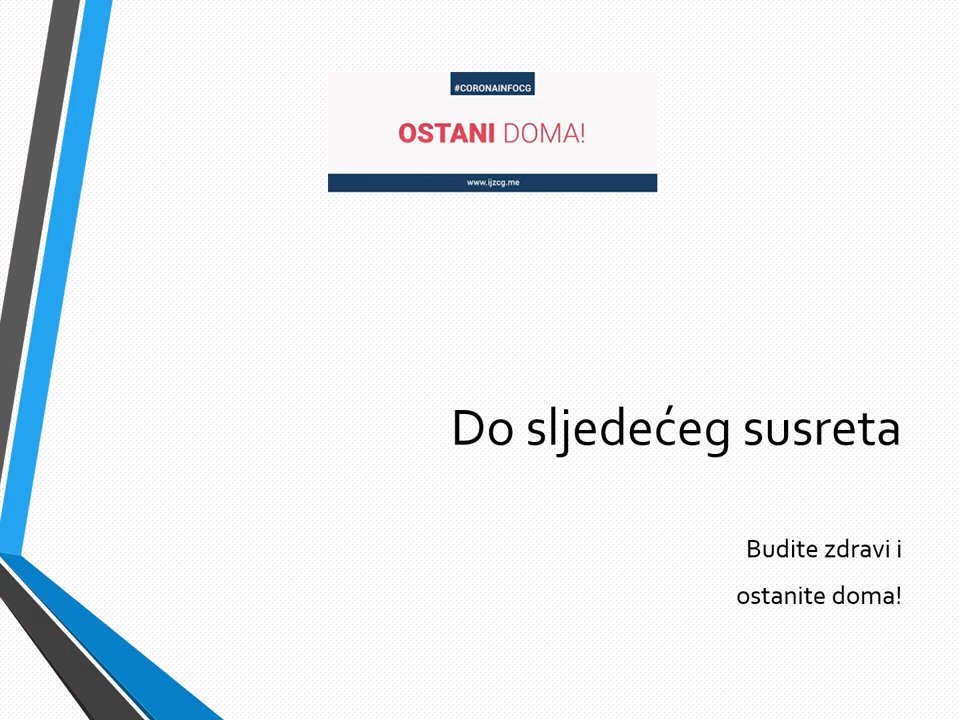 #CORONAINFOCG
OSTANI DOMA!
www.ijzcg.me
Do sljedećeg susreta
Budite zdravi i
ostanite doma!